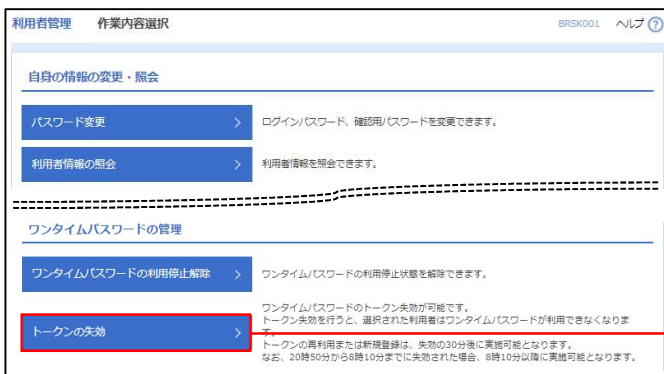 利用者管理 作業内容選択 BRSK001 ヘルプ ?
自身の情報の変更・照会
パスワード変更 > ログインパスワード、確認用パスワードを変更できます。
利用者情報の照会 > 利用者情報を照会できます。
ワンタイムパスワードの管理
ワンタイムパスワードの利用停止解除 > ワンタイムパスワードの利用停止状態を解除できます。
ワンタイムパスワードのトークン失効が可能です。
トークン失効を行うと、選択された利用者はワンタイムパスワードが利用できなくなりま
トークンの失効 > す。
トークンの再利用または新規登録は、失効の30分後に実施可能となります。
なお、20時50分から8時10分までに失効された場合、8時10分以降に実施可能となります。